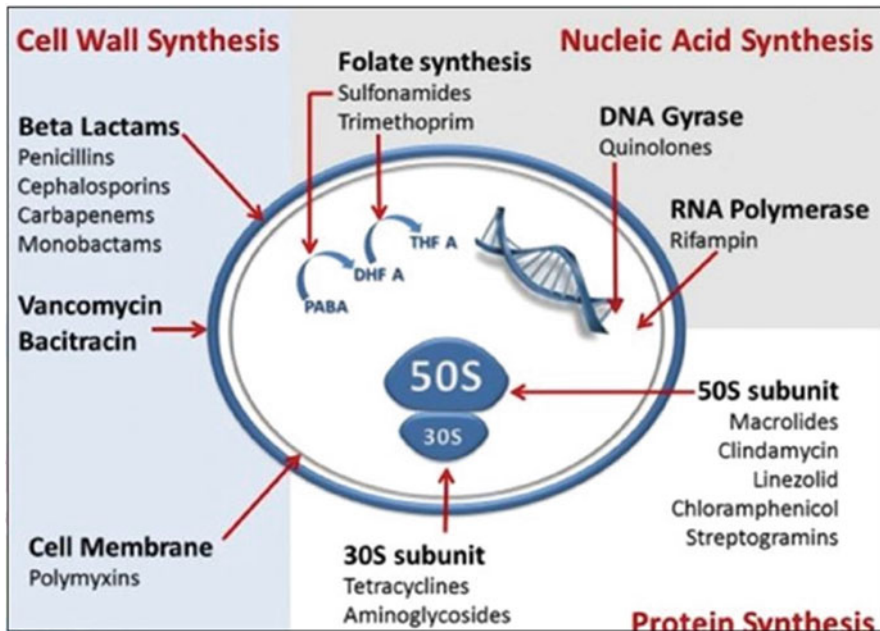 Cell Wall Synthesis
Nucleic Acid Synthesis
Folate synthesis
Sulfonamides
Trimethoprim
Beta Lactams
Penicillins
Cephalosporins
Carbapenems
Monobactams
DNA Gyrase
Quinolones
RNA Polymerase
Rifampin
THF A
DHF A
PABA
Vancomycin
Bacitracin
50S
30S
50S subunit
Macrolides
Clindamycin
Linezolid
Chloramphenicol
Streptogramins
Cell Membrane
Polymyxins
30S subunit
Tetracyclines
Aminoglycosides
Protein Synthesis